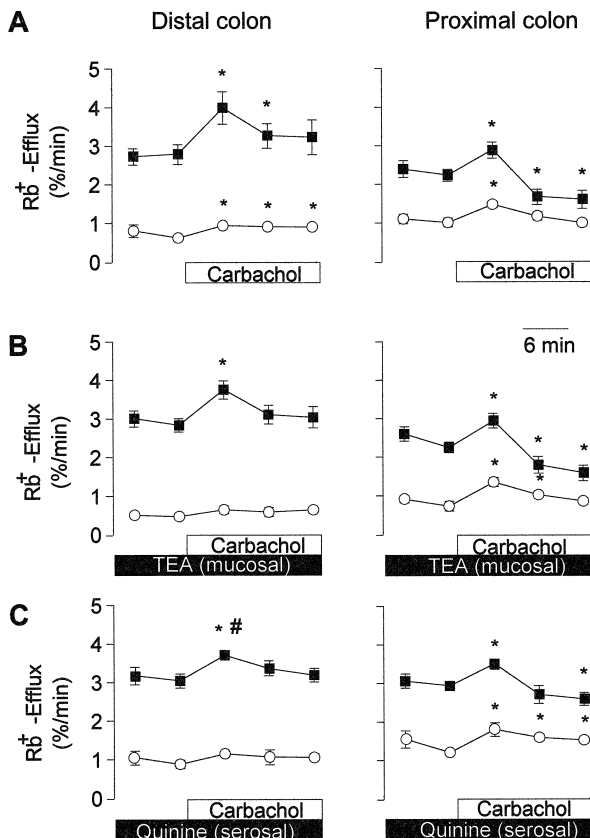 A
Distal colon
Proximal colon
Rb+ -Efflux
(%/min)
5
4
3
2
1
0
*
*
*
*
*
*
*
*
*
Carbachol
Carbachol
B
6 min
Rb+ -Efflux
(%/min)
5
4
3
2
1
0
*
*
*
*
*
*
Carbachol
Carbachol
TEA (mucosal)
TEA (mucosal)
C
Rb+ -Efflux
(%/min)
5
4
3
2
1
0
* #
*
*
*
*
*
Carbachol
Carbachol
Quinine (serosal)
Quinine (serosal)